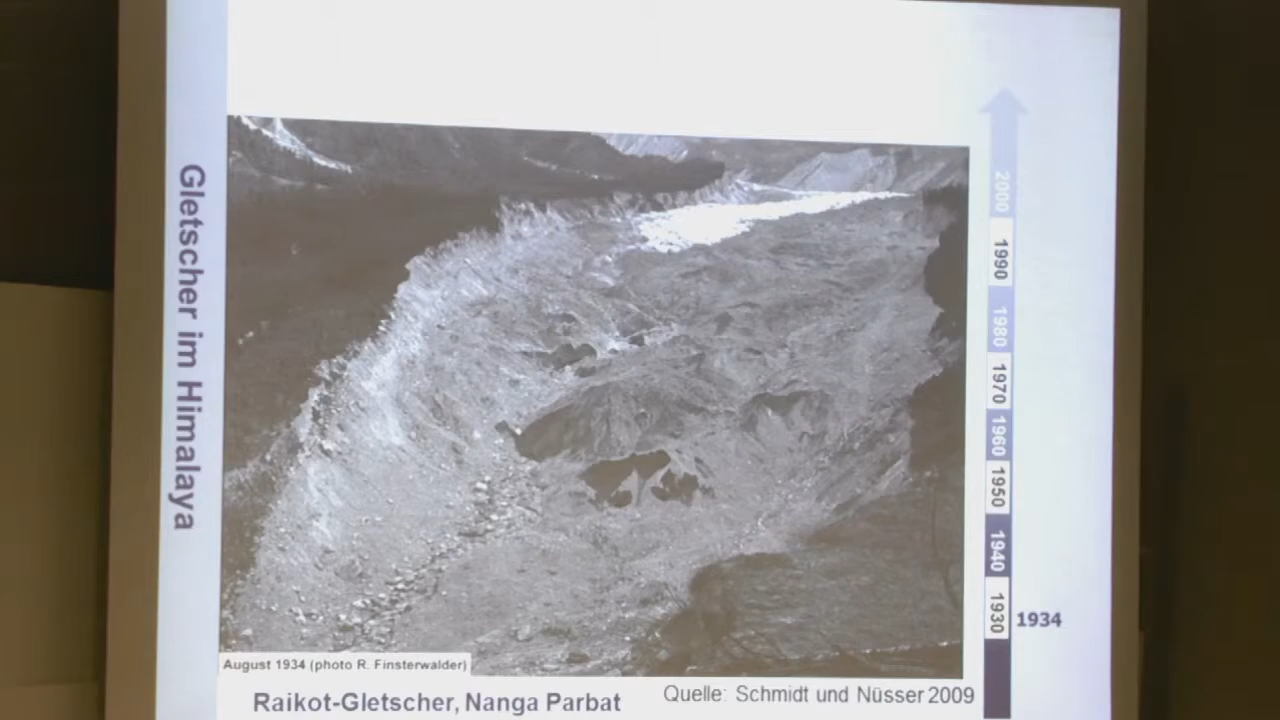 Gletscher im Himalaya
2000
1990
1980
1970
1960
1950
1940
1930
1934
August 1934 (photo R. Finsterwalder)
Raikot-Gletscher, Nanga Parbat
Quelle: Schmidt und Nüsser 2009